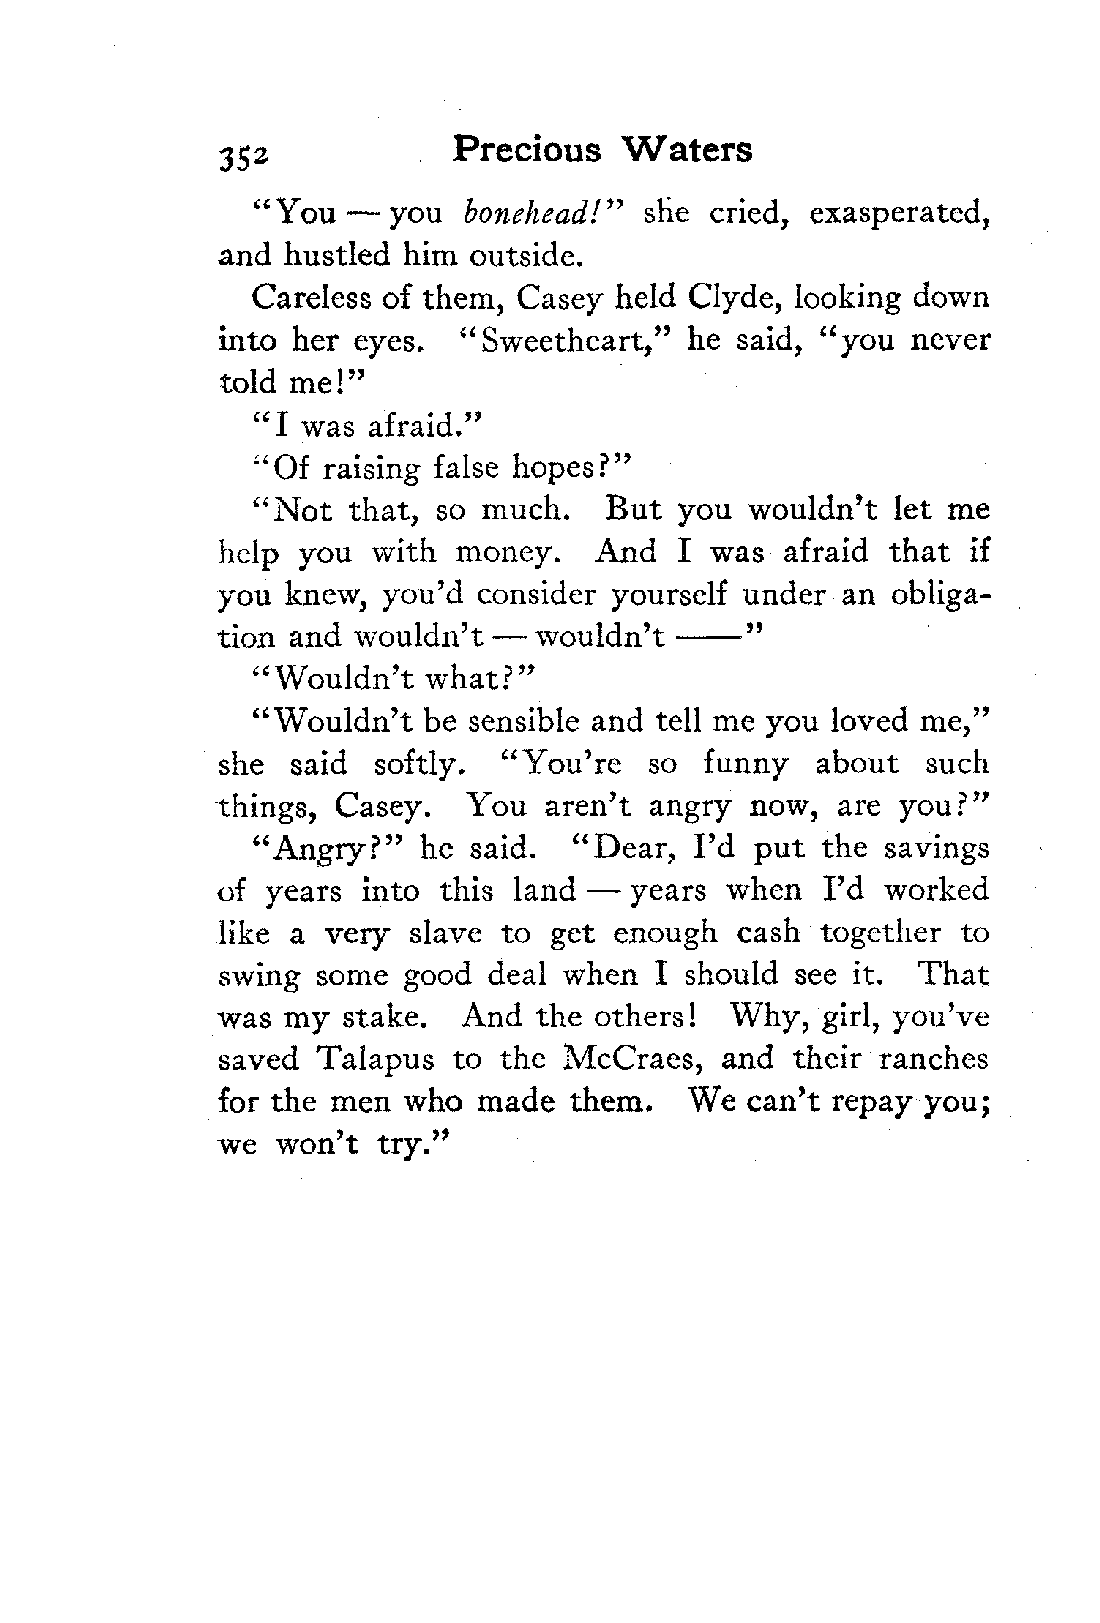 352 Precious Waters
“You — you bonehead!” she cried, exasperated,
and hustled him outside.
Careless of them, Casey held Clyde, looking down
into her eyes. “Sweetheart,” he said, “you never
told me!”
“I was afraid.”
“Of raising false hopes?”
“Not that, so much. But you wouldn’t let me
help you with money. And I was afraid that if
you knew, you’d consider yourself under an obliga-
tion and wouldn’t — wouldn’t ——”
“Wouldn’t what?”
“Wouldn’t be sensible and tell me you loved me,”
she said softly. “You’re so funny about such
things, Casey. You aren’t angry now, are you?”
“Angry?” he said. “Dear, I’d put the savings
of years into this land — years when I’d worked
like a very slave to get enough cash together to
swing some good deal when I should see it. That
was my stake. And the others! Why, girl, you’ve
saved Talapus to the McCraes, and their ranches
for the men who made them. We can’t repay you;
we won’t try.”